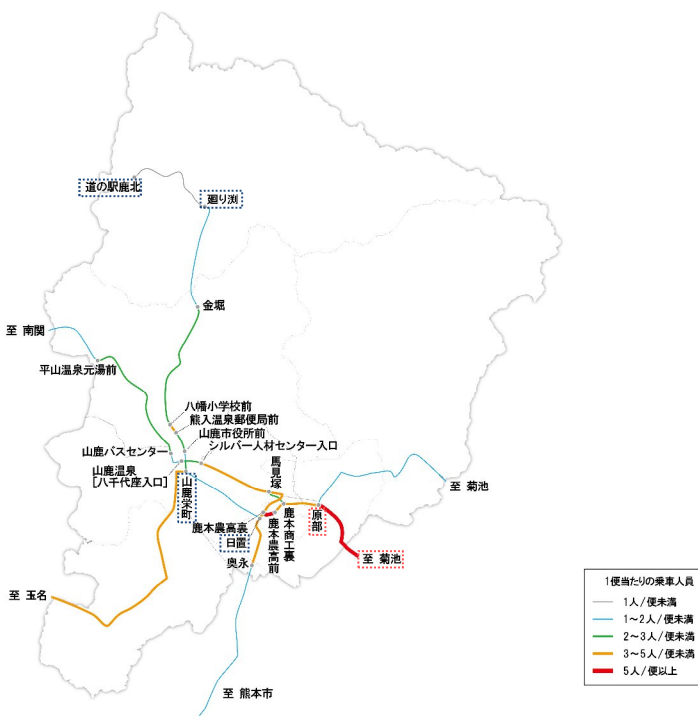 道の駅鹿北
廻り渕
金堀
至 南関
平山温泉元湯前
八幡小学校前
熊入温泉郵便局前
山鹿市役所前
シルバー人材センター入口
山鹿バスセンター
山鹿温泉
[八千代座入口]
山鹿栄町
馬見塚
至 菊池
鹿本農高裏
日置
鹿本農高前
鹿本商工裏
原部
奥永
至 菊池
至 玉名
至 熊本市
1便当たりの乗車人員
1人/便未満
1~2人/便未満
2~3人/便未満
3~5人/便未満
5人/便以上